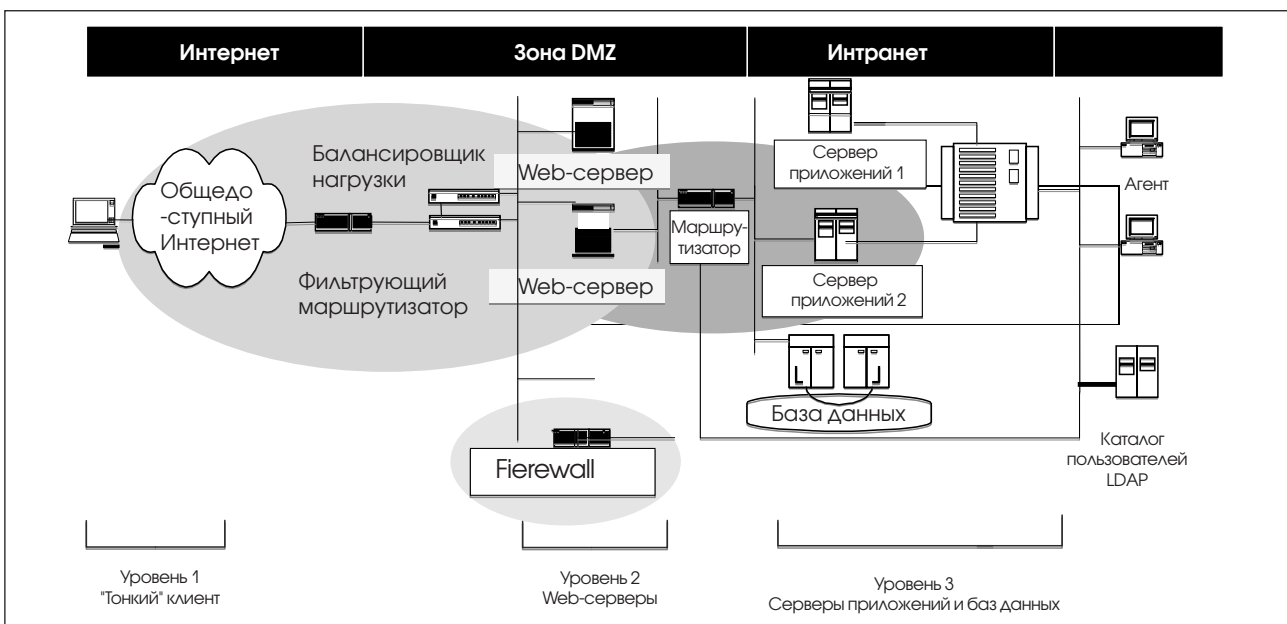 Интернет
Зона DMZ
Интранет
Общедо
-ступный
Интернет
Балансировщик
нагрузки
Фильтрующий
маршрутизатор
Web-сервер
Web-сервер
Маршру-
тизатор
Сервер
приложений 1
Сервер
приложений 2
База данных
Агент
Каталог
пользователей
LDAP
Fierewall
Уровень 1
"Тонкий" клиент
Уровень 2
Web-серверы
Уровень 3
Серверы приложений и баз данных